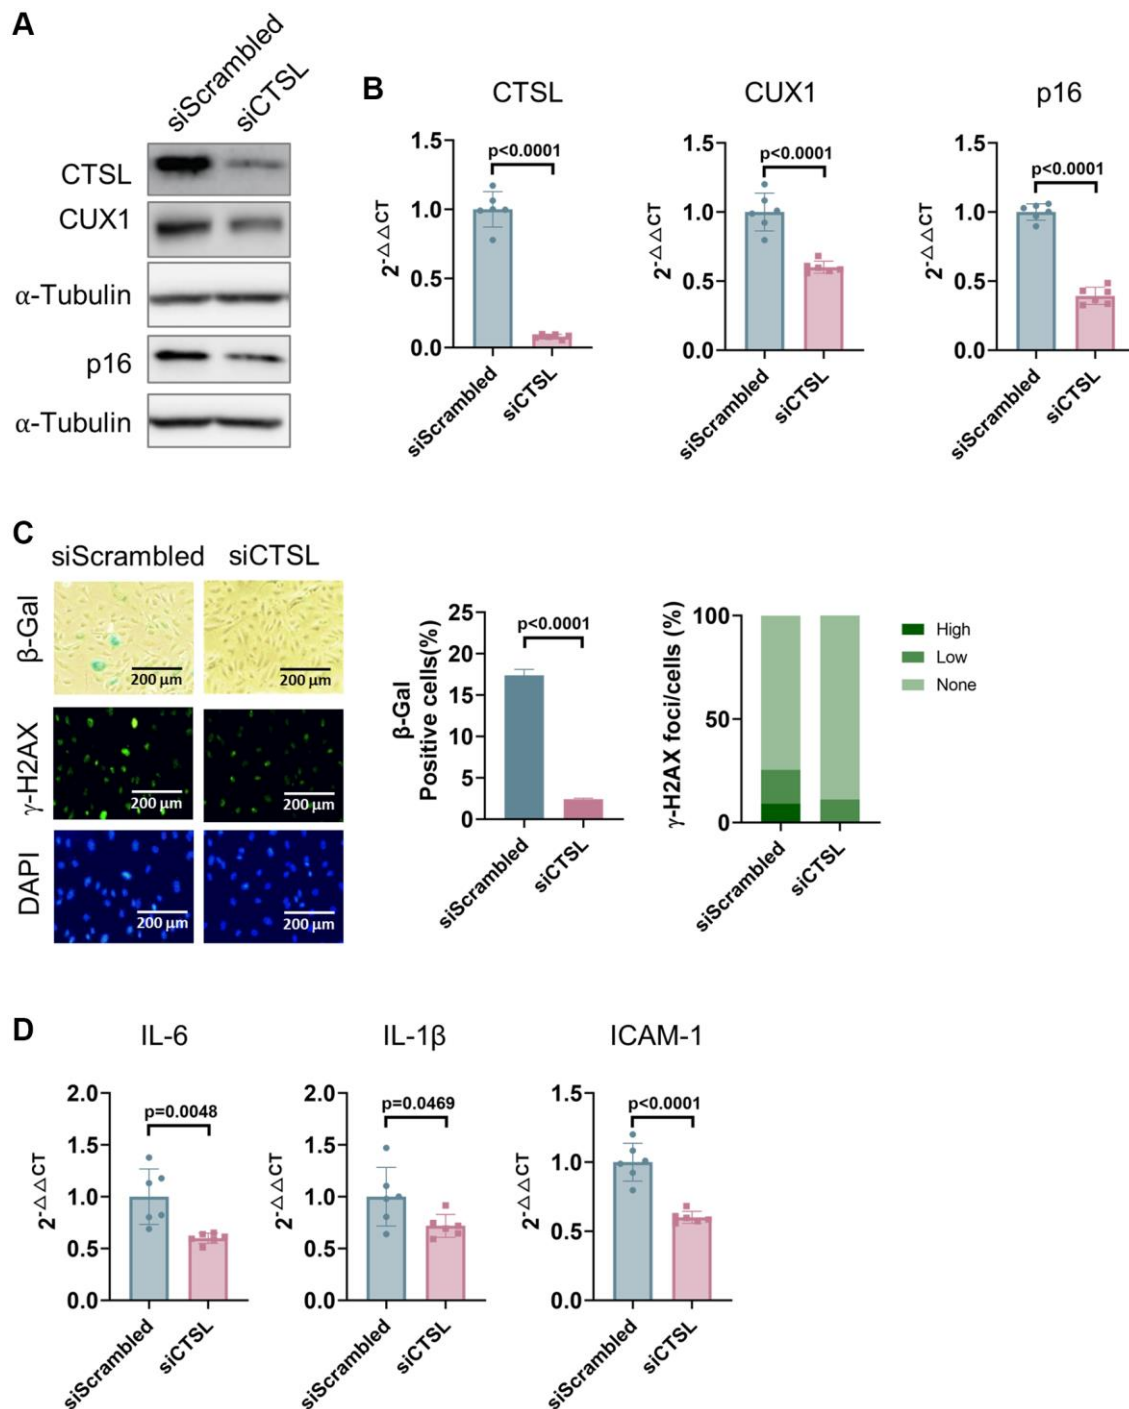 A
siScrambled
siCTSL
CTSL
CUX1
α-Tubulin
p16
α-Tubulin
B
CTSL
CUX1
p16
2-△△CT
1.5
1.0
0.5
0.0
p<0.0001
siScrambled
siCTSL
2-△△CT
1.5
1.0
0.5
0.0
p<0.0001
siScrambled
siCTSL
2-△△CT
1.5
1.0
0.5
0.0
p<0.0001
siScrambled
siCTSL
C
siScrambled
siCTSL
β-Gal
200 µm
200 µm
γ-H2AX
200 µm
200 µm
DAPI
200 µm
200 µm
β-Gal
Positive cells(%)
25
20
15
10
5
0
p<0.0001
siScrambled
siCTSL
γ-H2AX foci/cells (%)
100
50
0
siScrambled
siCTSL
High
Low
None
D
IL-6
IL-1β
ICAM-1
2-△△CT
2.0
1.5
1.0
0.5
0.0
p=0.0048
siScrambled
siCTSL
2-△△CT
2.0
1.5
1.0
0.5
0.0
p=0.0469
siScrambled
siCTSL
2-△△CT
1.5
1.0
0.5
0.0
p<0.0001
siScrambled
siCTSL